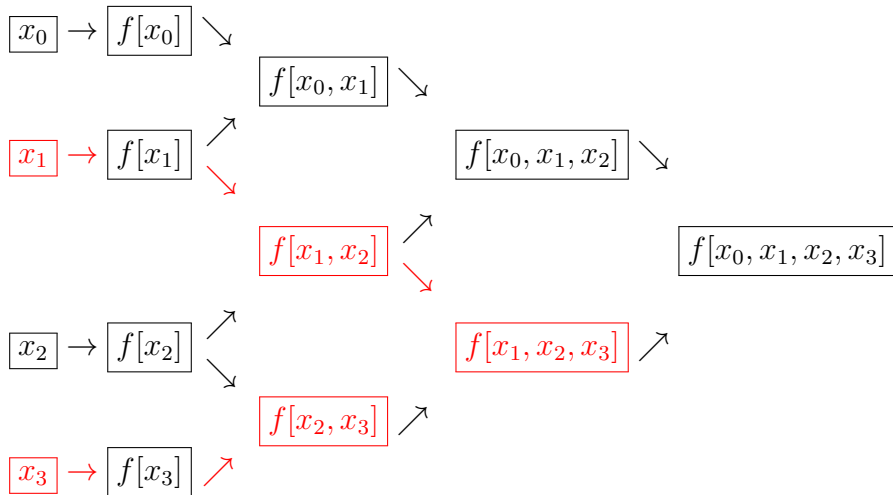 x_0 → f[x_0] ↘
f[x_0, x_1] ↘
x_1 → f[x_1] ↗ ↘
f[x_0, x_1, x_2] ↘
f[x_1, x_2] ↗ ↘
f[x_0, x_1, x_2, x_3]
x_2 → f[x_2] ↗ ↘
f[x_1, x_2, x_3] ↗
f[x_2, x_3] ↗
x_3 → f[x_3] ↗